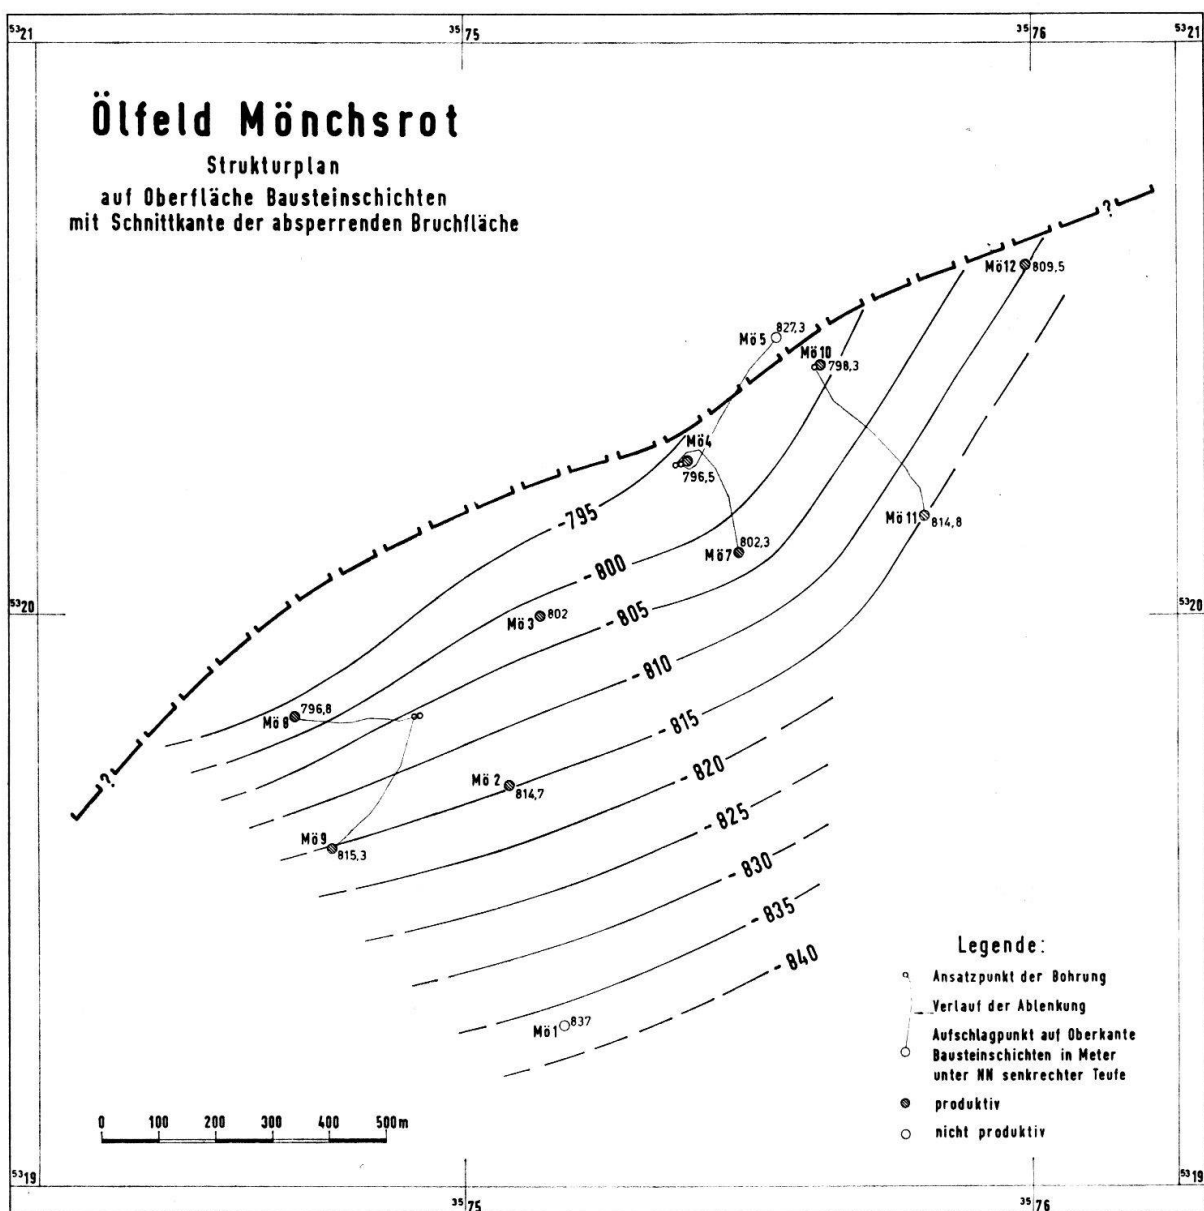 5321
3575
3576
5321
Ölfeld Mönchsrot
Strukturplan
auf Oberfläche Bausteinschichten
mit Schnittkante der absperrenden Bruchfläche
?
Mö12
809,5
827,3
Mö5
Mö10
798,3
Mö4
796,5
-795
Mö11
814,8
802,3
Mö7
-800
5320
5320
Mö3
802
-805
-810
796,8
Mö8
-815
?
Mö2
814,7
-820
Mö9
815,3
-825
-830
-835
-840
Mö1
837
Legende:
Ansatzpunkt der Bohrung
Verlauf der Ablenkung
Aufschlagpunkt auf Oberkante
Bausteinschichten in Meter
unter NN senkrechter Teufe
produktiv
nicht produktiv
0 100 200 300 400 500m
5319
5319
3575
3576